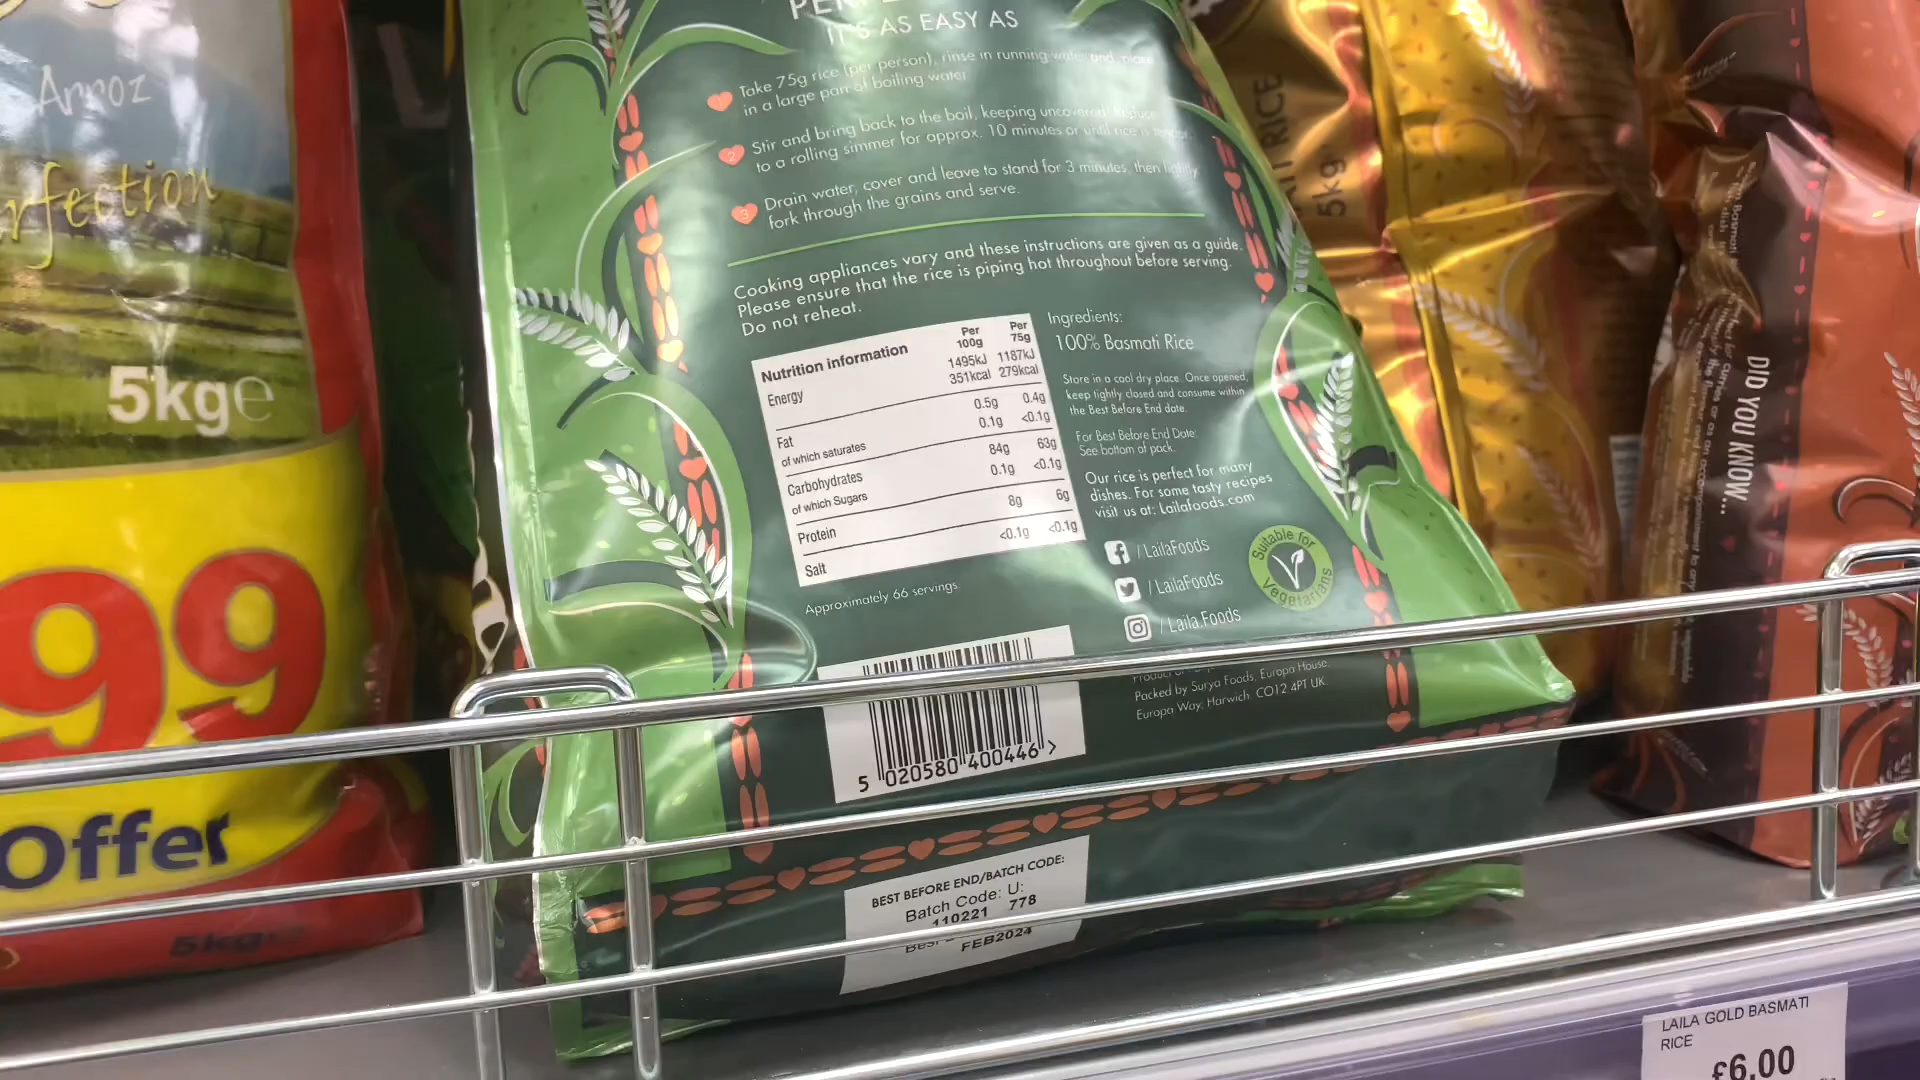 Arroz
5kg℮
99
Offer
5kg
IT'S AS EASY AS
1 Take 75g rice (per person), rinse in running water and place
in a large pan of boiling water
2 Stir and bring back to the boil, keeping uncovered. Reduce
to a rolling simmer for approx. 10 minutes or until rice is tender.
3 Drain water, cover and leave to stand for 3 minutes, then lightly
fork through the grains and serve.
Cooking appliances vary and these instructions are given as a guide.
Please ensure that the rice is piping hot throughout before serving.
Do not reheat.
Nutrition information Per 100g Per 75g
Energy 1495kJ 1187kJ
351kcal 279kcal
Fat 0.5g 0.4g
of which saturates 0.1g <0.1g
Carbohydrates 84g 63g
of which Sugars 0.1g <0.1g
Protein 8g 6g
Salt <0.1g <0.1g
Approximately 66 servings
Ingredients:
100% Basmati Rice
Store in a cool dry place. Once opened,
keep tightly closed and consume within
the Best Before End date.
For Best Before End Date:
See bottom of pack.
Our rice is perfect for many
dishes. For some tasty recipes
visit us at: Lailafoods.com
/LailaFoods
/LailaFoods
/Laila.Foods
Suitable for
Vegetarians
Packed by Surya Foods, Europa House,
Europa Way, Harwich CO12 4PT UK.
5 020580 400446 >
BEST BEFORE END/BATCH CODE:
Batch Code: U:
110221 778
FEB2024
RICE
5kg
DID YOU KNOW...
LAILA GOLD BASMATI
RICE
£6.00